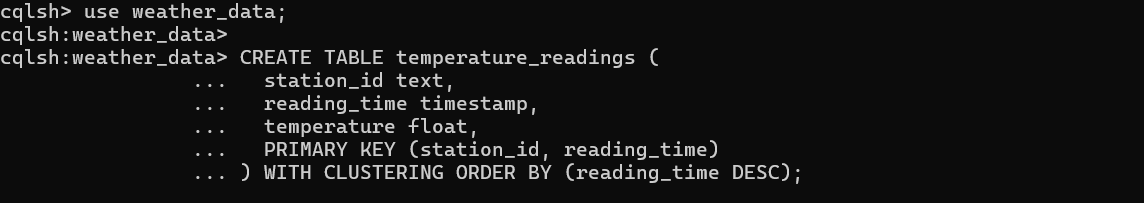 cqlsh> use weather_data;
cqlsh:weather_data>
cqlsh:weather_data> CREATE TABLE temperature_readings (
                ...   station_id text,
                ...   reading_time timestamp,
                ...   temperature float,
                ...   PRIMARY KEY (station_id, reading_time)
                ... ) WITH CLUSTERING ORDER BY (reading_time DESC);